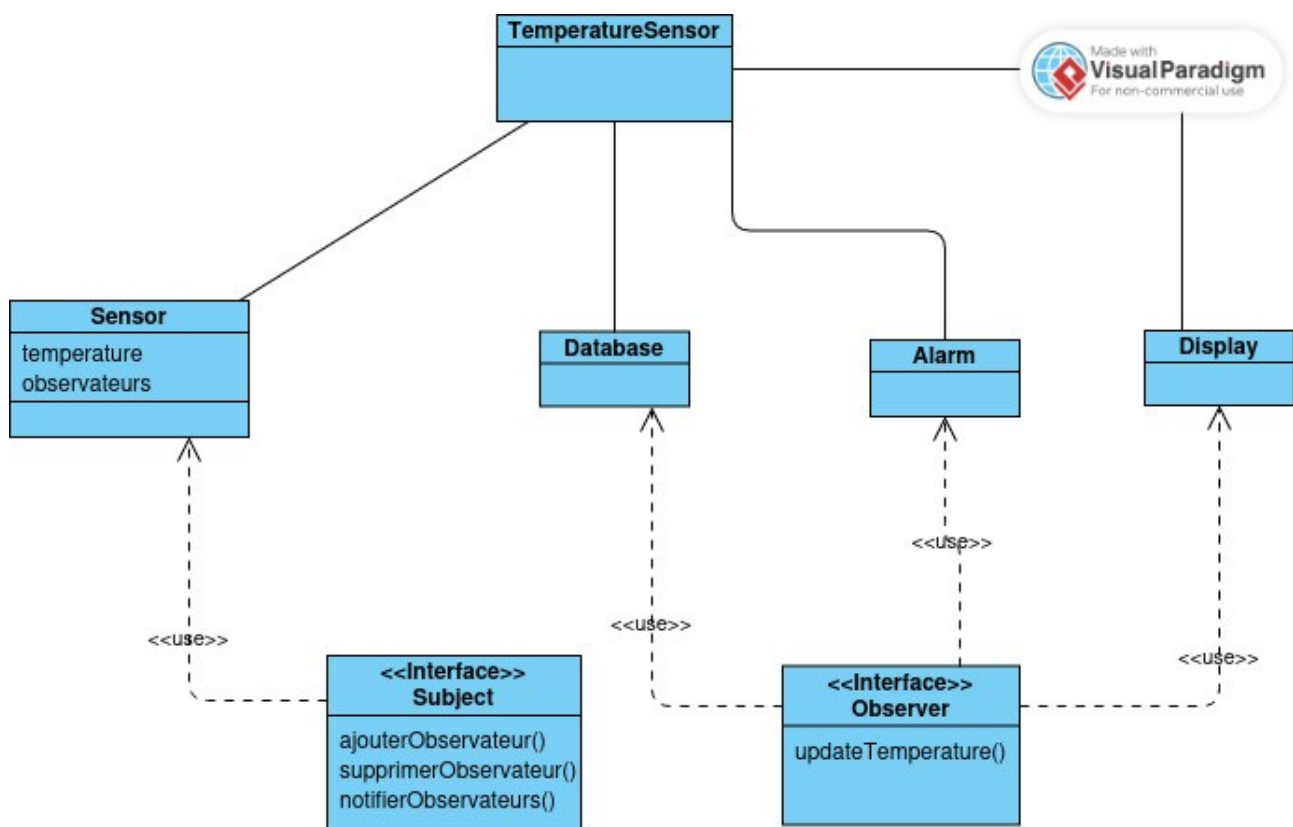 TemperatureSensor
Made with
Visual Paradigm
For non-commercial use
Sensor
temperature
observateurs
Database
Alarm
Display
<<use>>
<<use>>
<<use>>
<<use>>
<<Interface>>
Subject
ajouterObservateur()
supprimerObservateur()
notifierObservateurs()
<<Interface>>
Observer
updateTemperature()